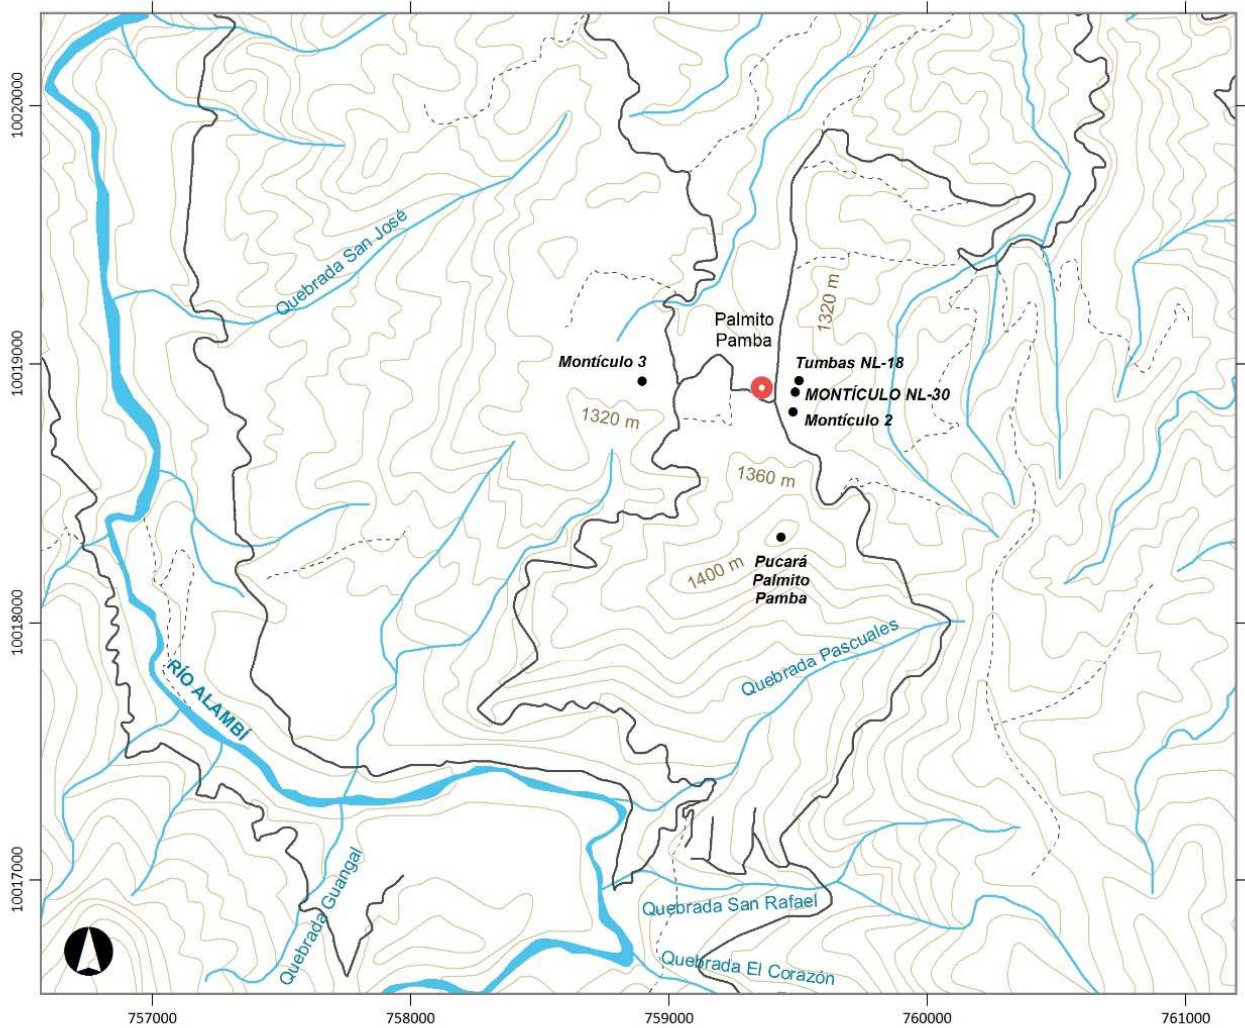 10020000
10019000
10018000
10017000
Quebrada San José
Palmito
Pamba
1320 m
Montículo 3
Tumbas NL-18
MONTÍCULO NL-30
Montículo 2
1320 m
1360 m
1400 m
Pucará
Palmito
Pamba
Quebrada Pascuales
RÍO ALAMBÍ
Quebrada Guangal
Quebrada San Rafael
Quebrada El Corazón
757000
758000
759000
760000
761000